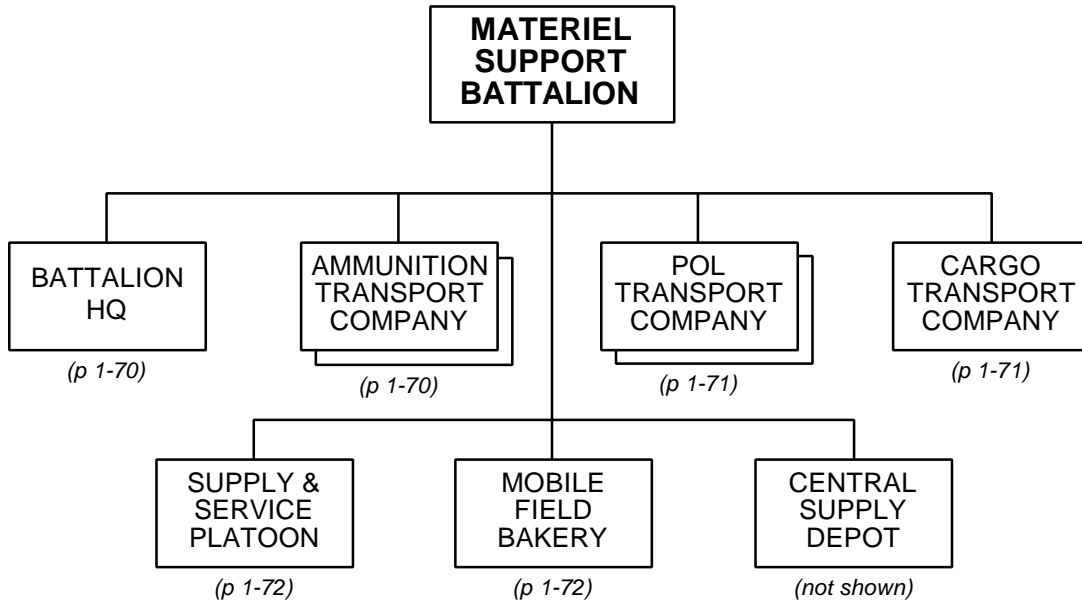 MATERIEL
SUPPORT
BATTALION
BATTALION
HQ
(p 1-70)
AMMUNITION
TRANSPORT
COMPANY
(p 1-70)
POL
TRANSPORT
COMPANY
(p 1-71)
CARGO
TRANSPORT
COMPANY
(p 1-71)
SUPPLY &
SERVICE
PLATOON
(p 1-72)
MOBILE
FIELD
BAKERY
(p 1-72)
CENTRAL
SUPPLY
DEPOT
(not shown)